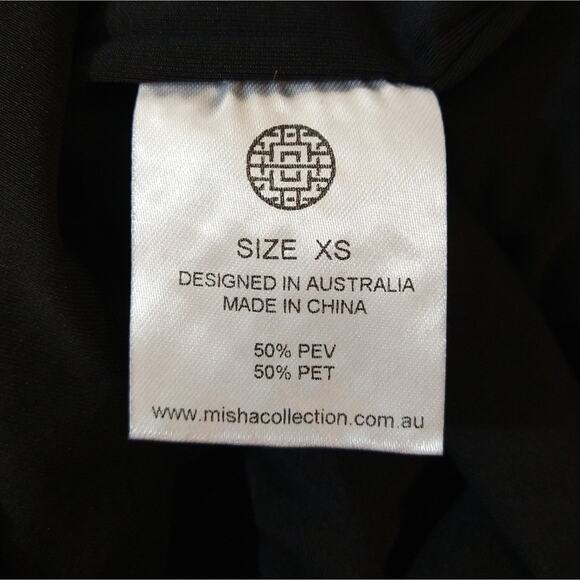 SIZE XS
DESIGNED IN AUSTRALIA
MADE IN CHINA
50% PEV
50% PET
www.mishacollection.com.au